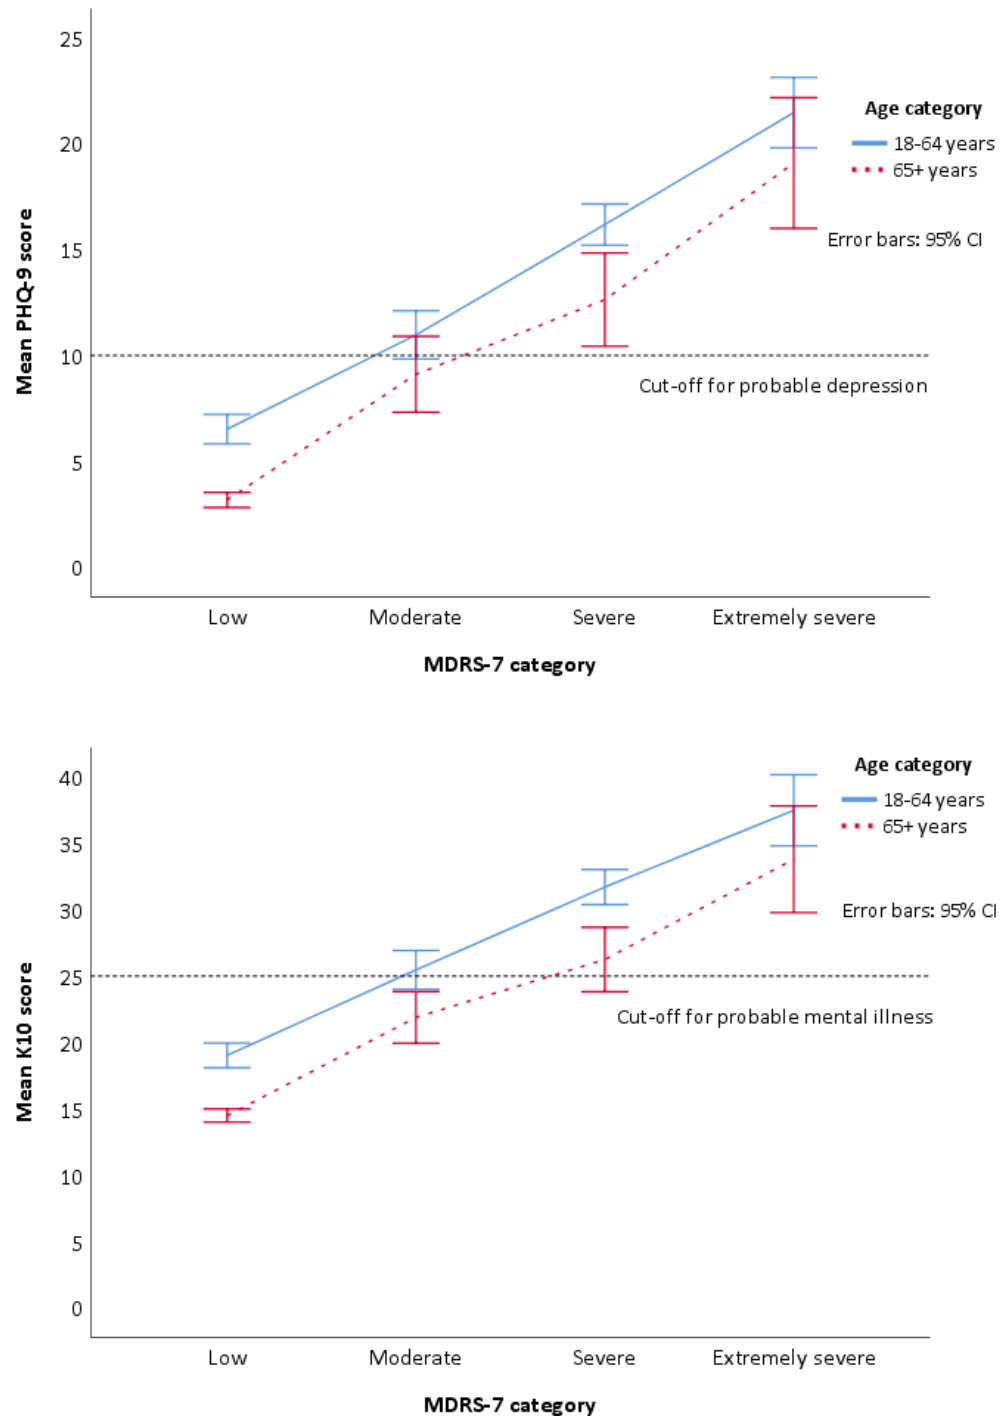 25
20
15
10
5
0
Mean PHQ-9 score
Age category
18-64 years
65+ years
Error bars: 95% CI
Cut-off for probable depression
Low Moderate Severe Extremely severe
MDRS-7 category
40
35
30
25
20
15
10
5
0
Mean K10 score
Age category
18-64 years
65+ years
Error bars: 95% CI
Cut-off for probable mental illness
Low Moderate Severe Extremely severe
MDRS-7 category